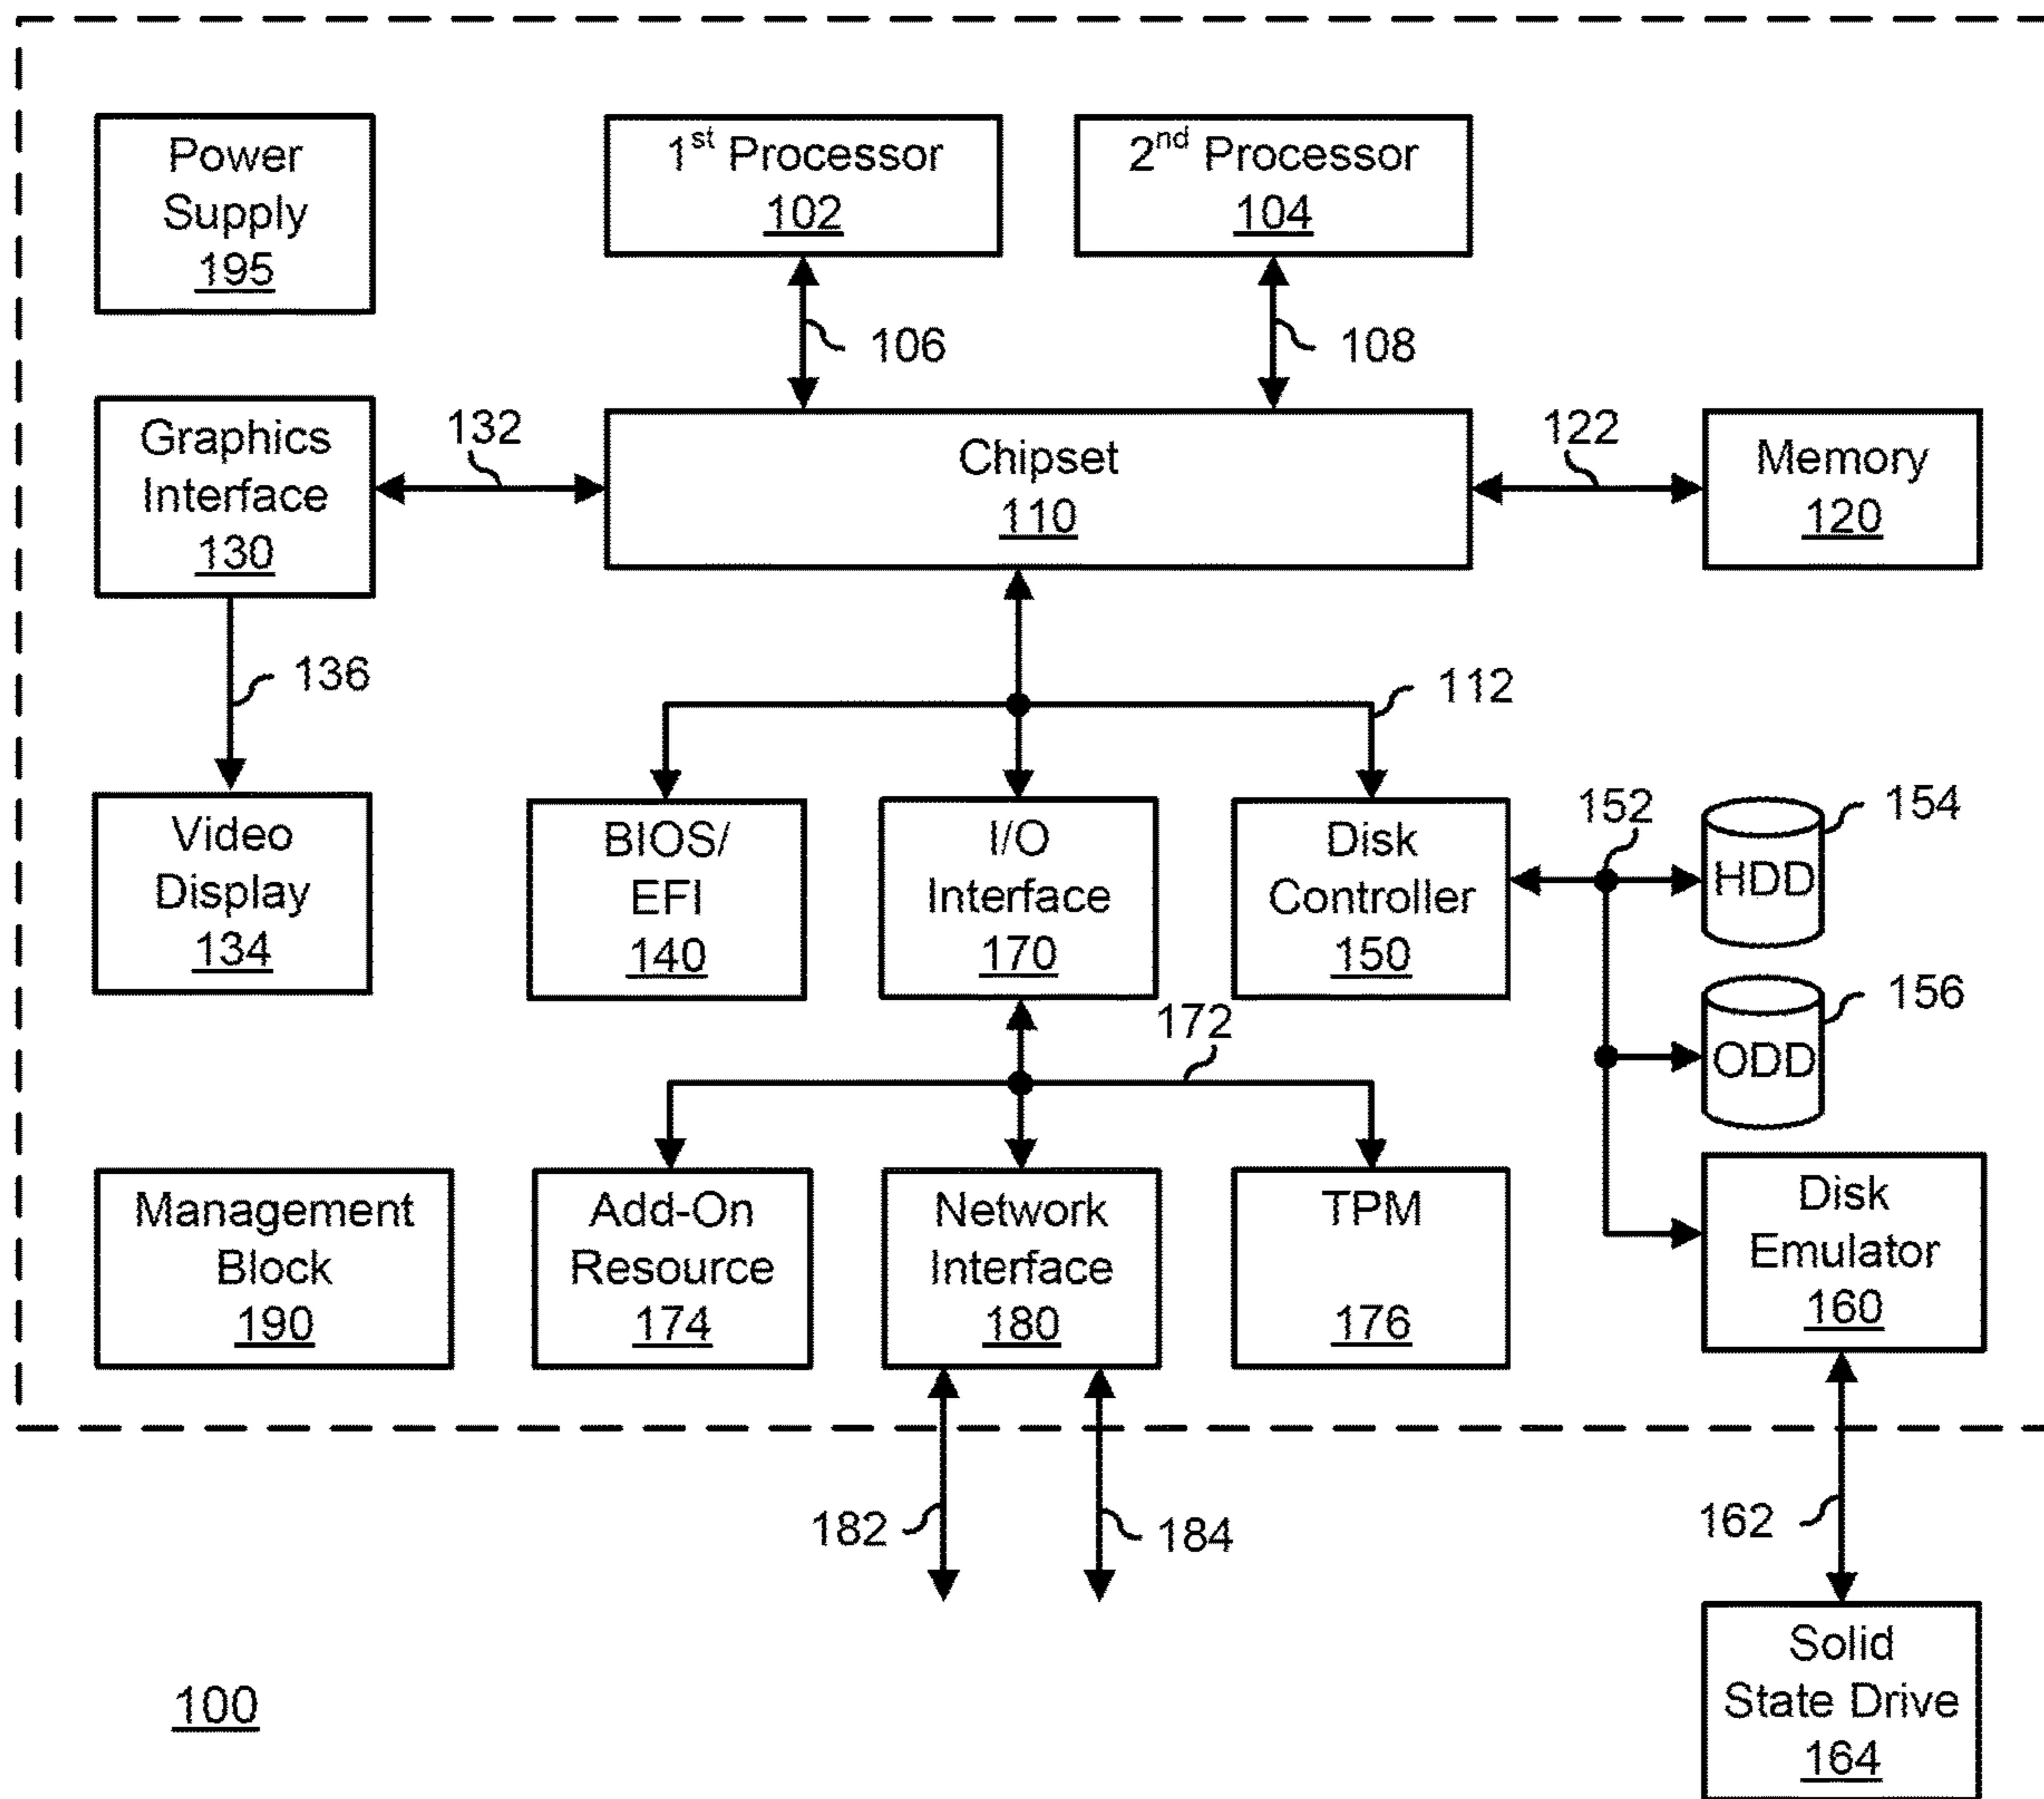 Power
Supply
195
1st Processor
102
2nd Processor
104
106
108
Graphics
Interface
130
132
Chipset
110
122
Memory
120
136
112
Video
Display
134
BIOS/
EFI
140
I/O
Interface
170
Disk
Controller
150
152
HDD
154
ODD
156
172
Management
Block
190
Add-On
Resource
174
Network
Interface
180
TPM
176
Disk
Emulator
160
182
184
162
Solid
State Drive
164
100